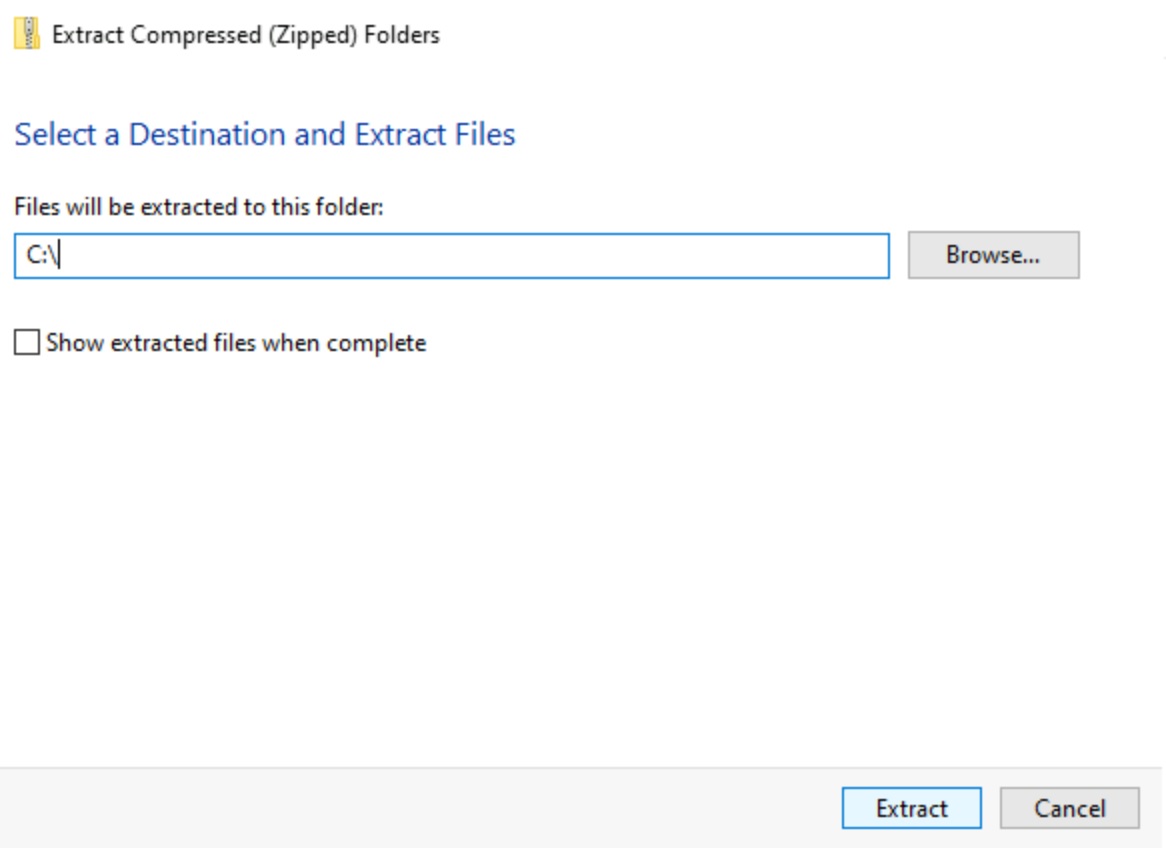 Extract Compressed (Zipped) Folders
Select a Destination and Extract Files
Files will be extracted to this folder:
C:\
Browse...
Show extracted files when complete
Extract
Cancel